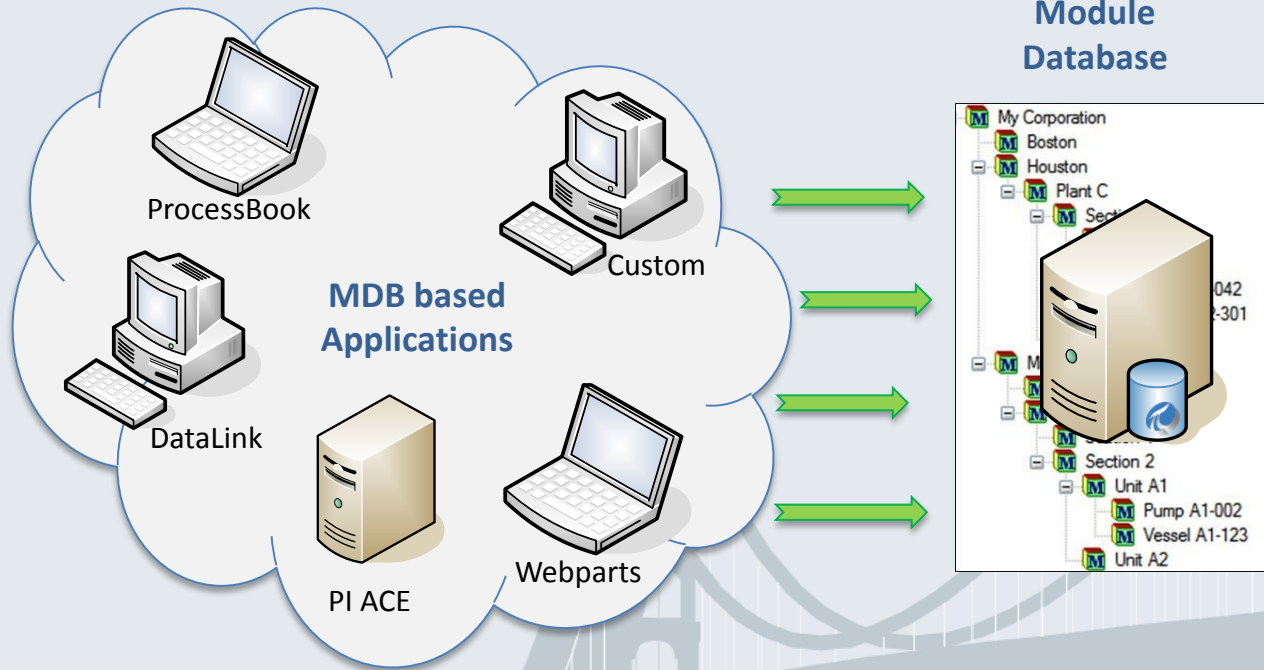 Module
Database
My Corporation
Boston
Houston
Plant C
ProcessBook
Custom
MDB based
Applications
-042
-301
DataLink
Section 2
Unit A1
Pump A1-002
Vessel A1-123
Unit A2
Webparts
PI ACE